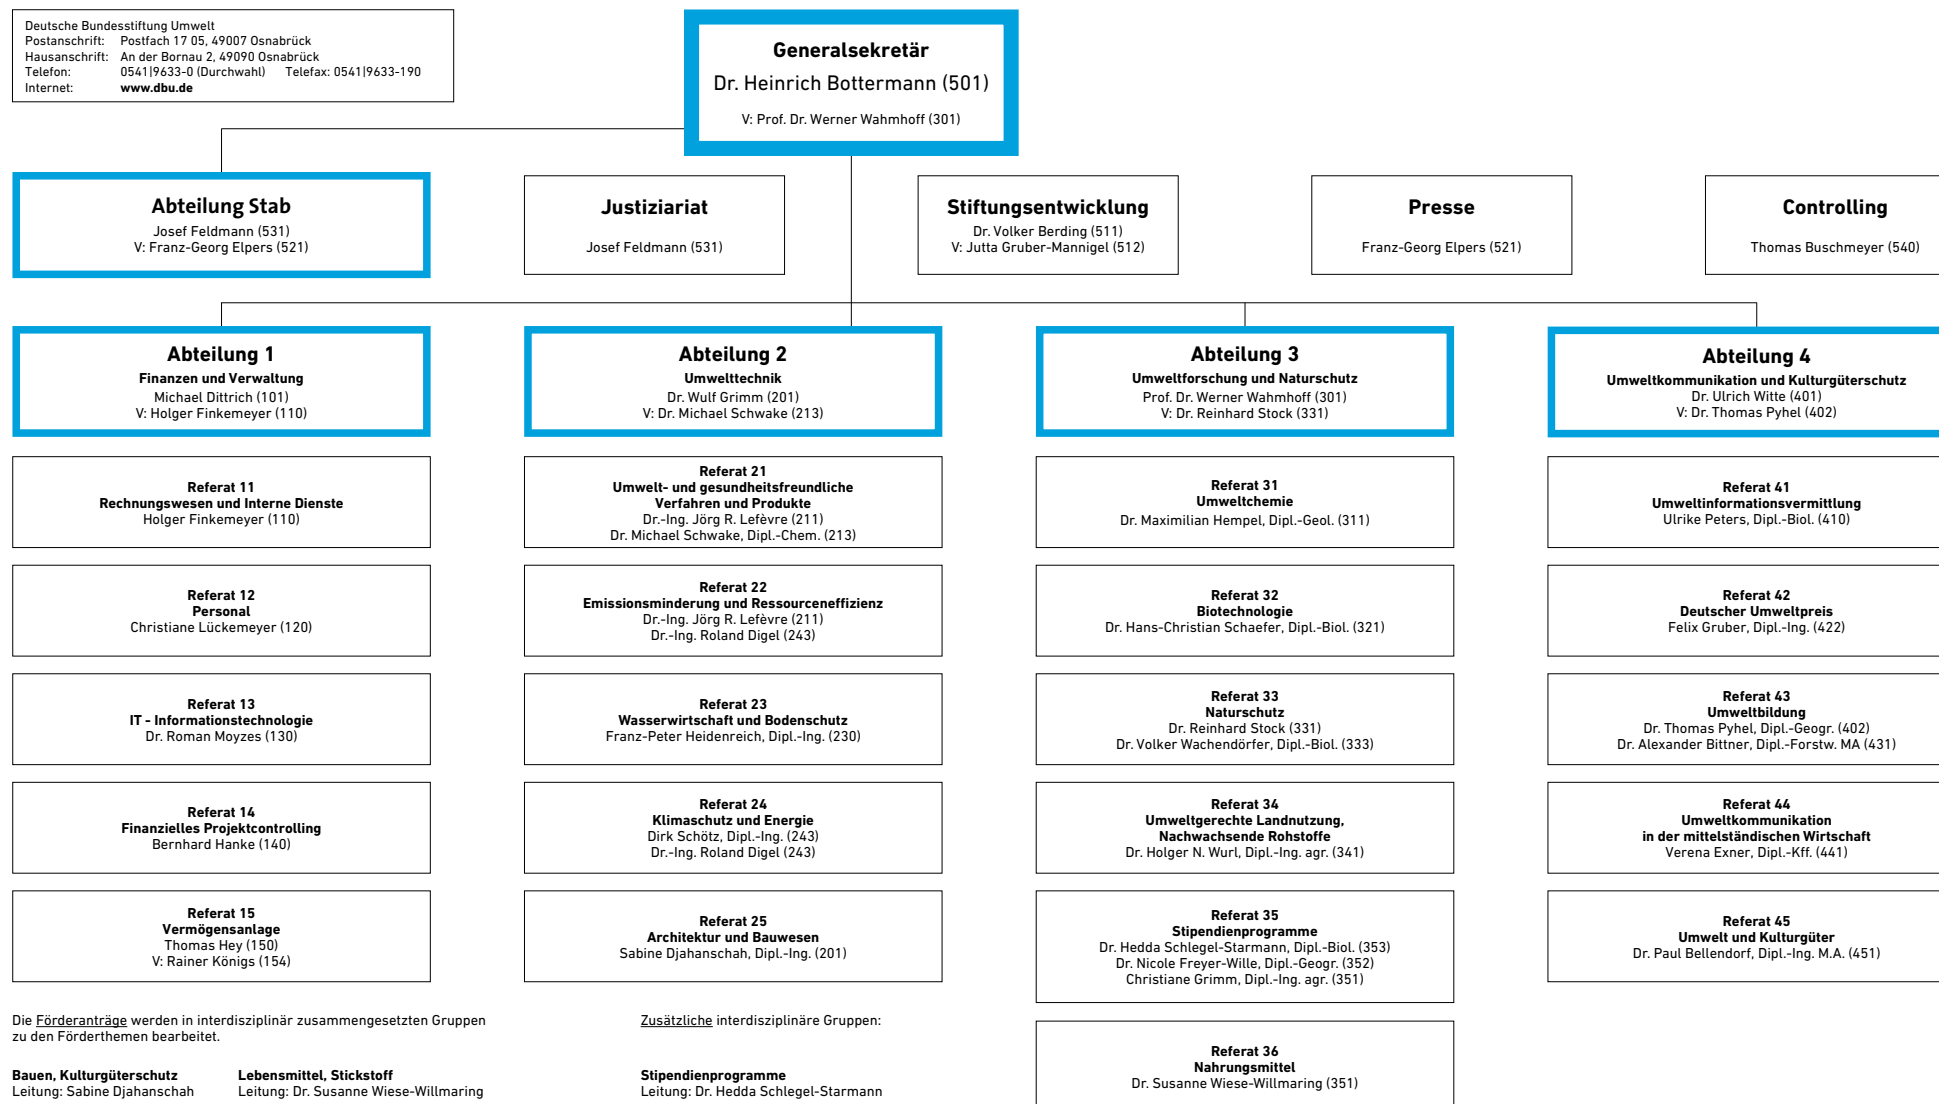 Deutsche Bundesstiftung Umwelt
Postanschrift: Postfach 17 05, 49007 Osnabrück
Hausanschrift: An der Bornau 2, 49090 Osnabrück
Telefon: 0541|9633-0 (Durchwahl) Telefax: 0541|9633-190
Internet: www.dbu.de
Generalsekretär
Dr. Heinrich Bottermann (501)
V: Prof. Dr. Werner Wahmhoff (301)
Abteilung Stab
Josef Feldmann (531)
V: Franz-Georg Elpers (521)
Justiziariat
Josef Feldmann (531)
Stiftungsentwicklung
Dr. Volker Berding (511)
V: Jutta Gruber-Mannigel (512)
Presse
Franz-Georg Elpers (521)
Controlling
Thomas Buschmeyer (540)
Abteilung 1
Finanzen und Verwaltung
Michael Dittrich (101)
V: Holger Finkemeyer (110)
Abteilung 2
Umwelttechnik
Dr. Wulf Grimm (201)
V: Dr. Michael Schwake (213)
Abteilung 3
Umweltforschung und Naturschutz
Prof. Dr. Werner Wahmhoff (301)
V: Dr. Reinhard Stock (331)
Abteilung 4
Umweltkommunikation und Kulturgüterschutz
Dr. Ulrich Witte (401)
V: Dr. Thomas Pyhel (402)
Referat 11
Rechnungswesen und Interne Dienste
Holger Finkemeyer (110)
Referat 21
Umwelt- und gesundheitsfreundliche
Verfahren und Produkte
Dr.-Ing. Jörg R. Lefèvre (211)
Dr. Michael Schwake, Dipl.-Chem. (213)
Referat 31
Umweltchemie
Dr. Maximilian Hempel, Dipl.-Geol. (311)
Referat 41
Umweltinformationsvermittlung
Ulrike Peters, Dipl.-Biol. (410)
Referat 12
Personal
Christiane Lückemeyer (120)
Referat 22
Emissionsminderung und Ressourceneffizienz
Dr.-Ing. Jörg R. Lefèvre (211)
Dr.-Ing. Roland Digel (243)
Referat 32
Biotechnologie
Dr. Hans-Christian Schaefer, Dipl.-Biol. (321)
Referat 42
Deutscher Umweltpreis
Felix Gruber, Dipl.-Ing. (422)
Referat 13
IT - Informationstechnologie
Dr. Roman Moyzes (130)
Referat 23
Wasserwirtschaft und Bodenschutz
Franz-Peter Heidenreich, Dipl.-Ing. (230)
Referat 33
Naturschutz
Dr. Reinhard Stock (331)
Dr. Volker Wachendörfer, Dipl.-Biol. (333)
Referat 43
Umweltbildung
Dr. Thomas Pyhel, Dipl.-Geogr. (402)
Dr. Alexander Bittner, Dipl.-Forstw. MA (431)
Referat 14
Finanzielles Projektcontrolling
Bernhard Hanke (140)
Referat 24
Klimaschutz und Energie
Dirk Schötz, Dipl.-Ing. (243)
Dr.-Ing. Roland Digel (243)
Referat 34
Umweltgerechte Landnutzung,
Nachwachsende Rohstoffe
Dr. Holger N. Wurl, Dipl.-Ing. agr. (341)
Referat 44
Umweltkommunikation
in der mittelständischen Wirtschaft
Verena Exner, Dipl.-Kff. (441)
Referat 15
Vermögensanlage
Thomas Hey (150)
V: Rainer Königs (154)
Referat 25
Architektur und Bauwesen
Sabine Djahanschah, Dipl.-Ing. (201)
Referat 35
Stipendienprogramme
Dr. Hedda Schlegel-Starmann, Dipl.-Biol. (353)
Dr. Nicole Freyer-Wille, Dipl.-Geogr. (352)
Christiane Grimm, Dipl.-Ing. agr. (351)
Referat 45
Umwelt und Kulturgüter
Dr. Paul Bellendorf, Dipl.-Ing. M.A. (451)
Die Förderanträge werden in interdisziplinär zusammengesetzten Gruppen
zu den Förderthemen bearbeitet.
Zusätzliche interdisziplinäre Gruppen:
Referat 36
Nahrungsmittel
Dr. Susanne Wiese-Willmaring (351)
Bauen, Kulturgüterschutz
Leitung: Sabine Djahanschah
Lebensmittel, Stickstoff
Leitung: Dr. Susanne Wiese-Willmaring
Stipendienprogramme
Leitung: Dr. Hedda Schlegel-Starmann